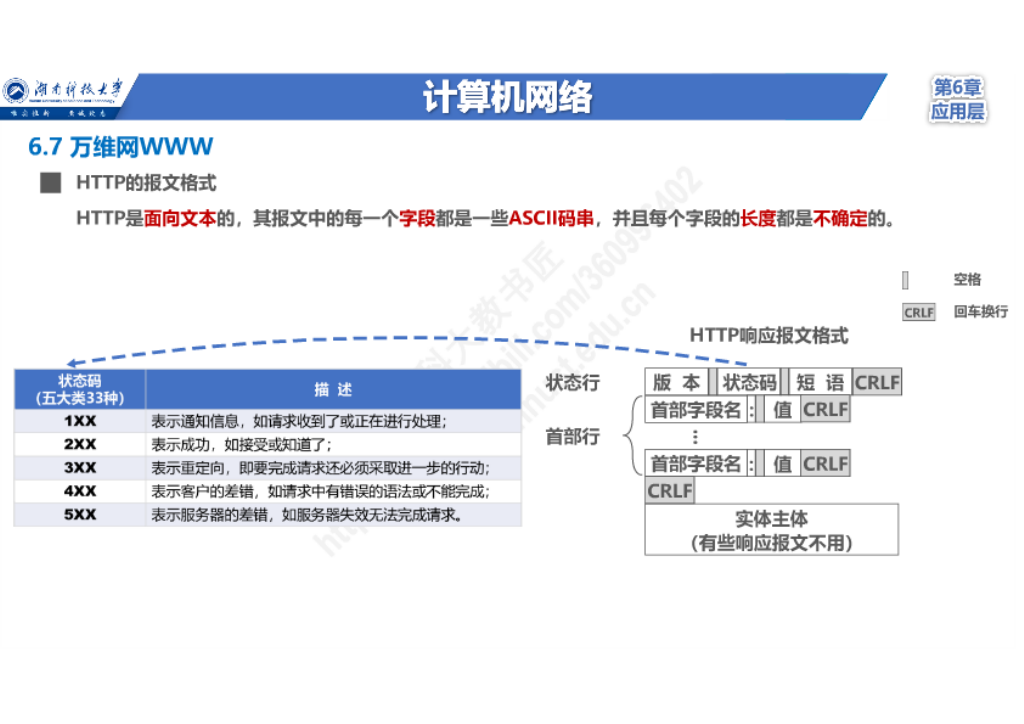 湖南科技大学
计算机网络
第6章
应用层
6.7 万维网WWW
HTTP的报文格式
HTTP是面向文本的，其报文中的每一个字段都是一些ASCII码串，并且每个字段的长度都是不确定的。
空格
CRLF 回车换行
HTTP响应报文格式
状态码
（五大类33种）
描 述
1XX 表示通知信息，如请求收到了或正在进行处理；
2XX 表示成功，如接受或知道了；
3XX 表示重定向，即要完成请求还必须采取进一步的行动；
4XX 表示客户的差错，如请求中有错误的语法或不能完成；
5XX 表示服务器的差错，如服务器失效无法完成请求。
状态行 版 本 状态码 短 语 CRLF
首部字段名 : 值 CRLF
首部行 ⋮
首部字段名 : 值 CRLF
CRLF
实体主体
（有些响应报文不用）